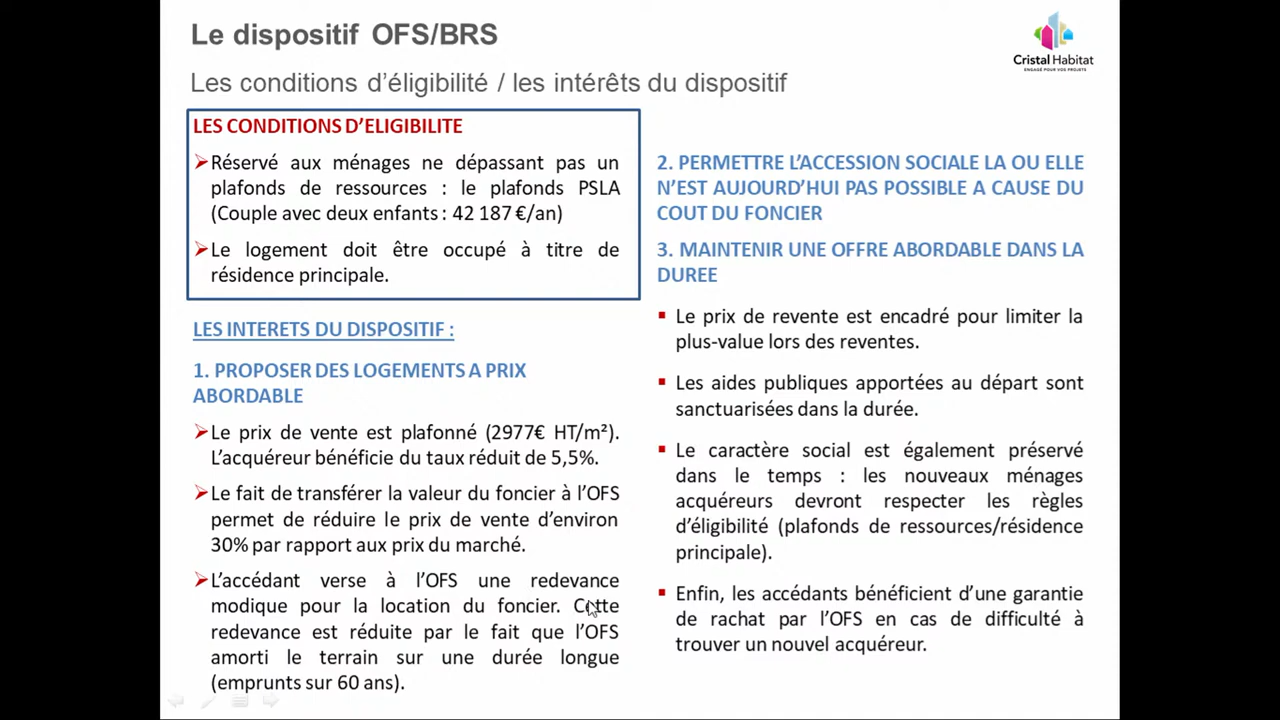 Le dispositif OFS/BRS
Cristal Habitat
ENGAGÉ POUR VOS PROJETS
Les conditions d'éligibilité / les intérêts du dispositif
LES CONDITIONS D'ELIGIBILITE
Réservé aux ménages ne dépassant pas un
plafonds de ressources : le plafonds PSLA
(Couple avec deux enfants : 42 187 €/an)
Le logement doit être occupé à titre de
résidence principale.
LES INTERETS DU DISPOSITIF :
1. PROPOSER DES LOGEMENTS A PRIX
ABORDABLE
Le prix de vente est plafonné (2977€ HT/m²).
L'acquéreur bénéficie du taux réduit de 5,5%.
Le fait de transférer la valeur du foncier à l'OFS
permet de réduire le prix de vente d'environ
30% par rapport aux prix du marché.
L'accédant verse à l'OFS une redevance
modique pour la location du foncier. Cette
redevance est réduite par le fait que l'OFS
amorti le terrain sur une durée longue
(emprunts sur 60 ans).
2. PERMETTRE L'ACCESSION SOCIALE LA OU ELLE
N'EST AUJOURD'HUI PAS POSSIBLE A CAUSE DU
COUT DU FONCIER
3. MAINTENIR UNE OFFRE ABORDABLE DANS LA
DUREE
Le prix de revente est encadré pour limiter la
plus-value lors des reventes.
Les aides publiques apportées au départ sont
sanctuarisées dans la durée.
Le caractère social est également préservé
dans le temps : les nouveaux ménages
acquéreurs devront respecter les règles
d'éligibilité (plafonds de ressources/résidence
principale).
Enfin, les accédants bénéficient d'une garantie
de rachat par l'OFS en cas de difficulté à
trouver un nouvel acquéreur.